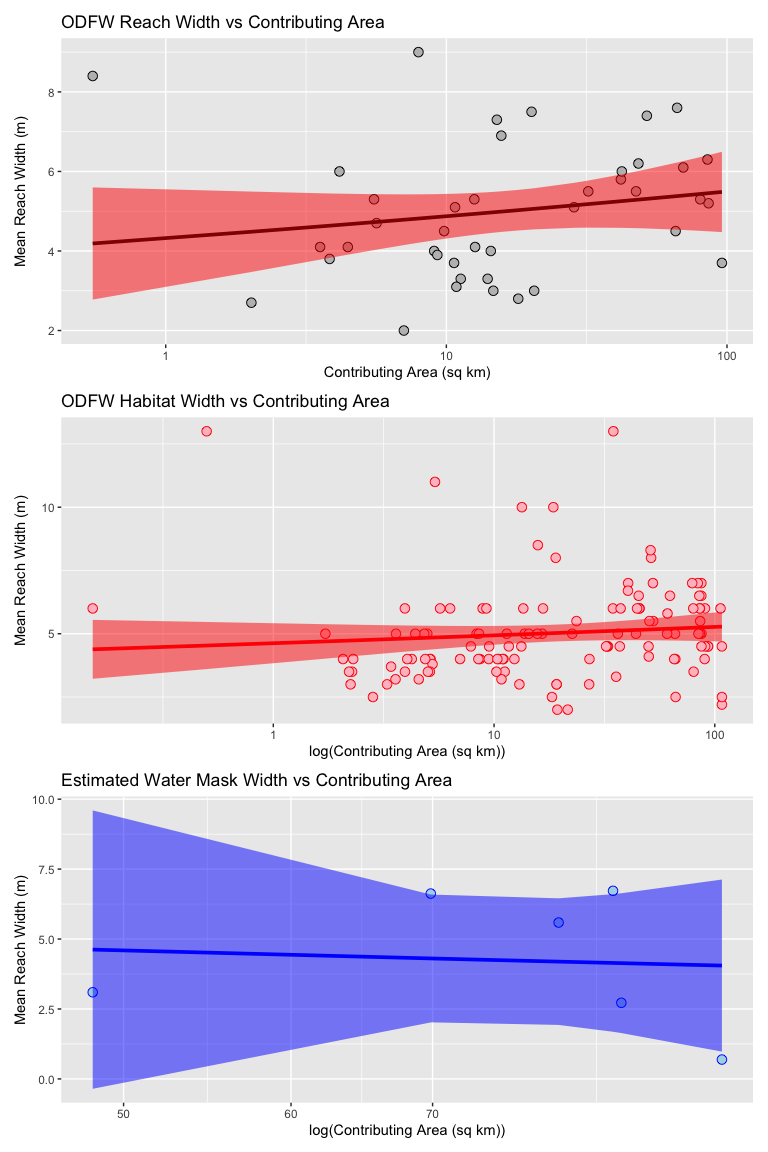 ODFW Reach Width vs Contributing Area
Mean Reach Width (m)
8
6
4
2
1
10
100
Contributing Area (sq km)
ODFW Habitat Width vs Contributing Area
Mean Reach Width (m)
10
5
1
10
100
log(Contributing Area (sq km))
Estimated Water Mask Width vs Contributing Area
Mean Reach Width (m)
10.0
7.5
5.0
2.5
0.0
50
60
70
log(Contributing Area (sq km))